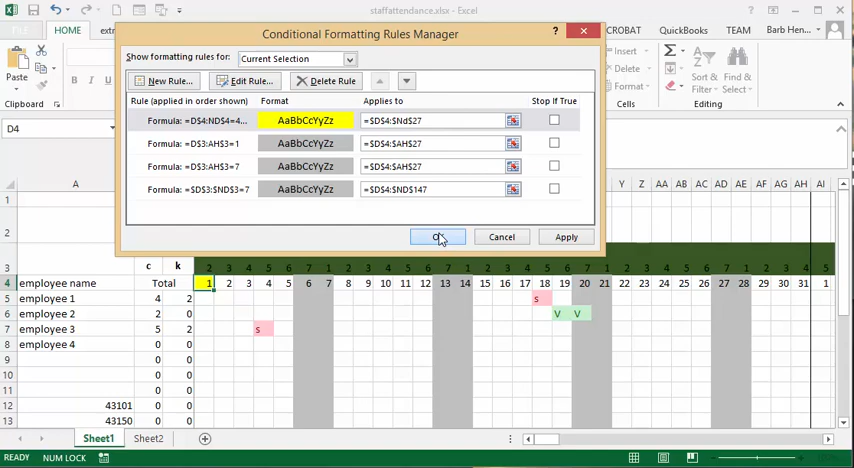 staffattendance.xlsx - Excel
HOME
ACROBAT QuickBooks TEAM Barb Hen...
Paste
B I
Clipboard
Conditional Formatting Rules Manager
?
Show formatting rules for: Current Selection
New Rule... Edit Rule... Delete Rule
Rule (applied in order shown) Format Applies to Stop If True
Formula: =D$4:ND$4=4... AaBbCcYyZz =$D$4:$Nd$27
Formula: =D$3:AH$3=1 AaBbCcYyZz =$D$4:$AH$27
Formula: =D$3:AH$3=7 AaBbCcYyZz =$D$4:$AH$27
Formula: =$D$3:$ND$3=7 AaBbCcYyZz =$D$4:$ND$147
Cancel Apply
Insert
Delete
Format
Cells
Sort & Find &
Filter Select
Editing
D4
A Y Z AA AB AC AD AE AF AG AH AI
1
2
3 c k 2 3 4 5 6 7 1 2 3 4 5 6 7 1 2 3 4 5 6 7 1 2 3 4 5 6 7 1 2 3 4 5
4 employee name Total 1 2 3 4 5 6 7 8 9 10 11 12 13 14 15 16 17 18 19 20 21 22 23 24 25 26 27 28 29 30 31 1
5 employee 1 4 2 s
6 employee 2 2 0 V V
7 employee 3 5 2 s
8 employee 4 0 0
9 0 0
10 0 0
11 0 0
12 43101 0 0
13 43150 0 0
Sheet1 Sheet2
READY NUM LOCK